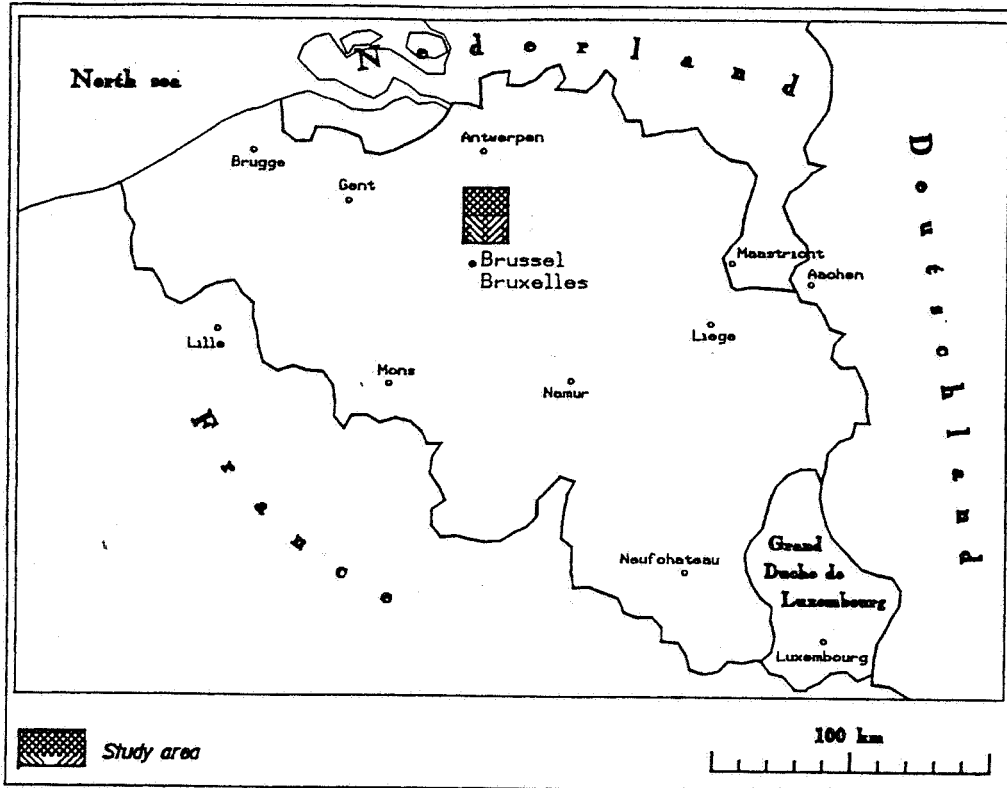 North sea
Nederland
Deutschland
Antwerpen
Brugge
Gent
Brussel
Bruxelles
Maastricht
Aachen
Liege
Lille
Mons
Namur
France
Neufchateau
Grand
Duche de
Luxembourg
Luxembourg
Study area
100 km